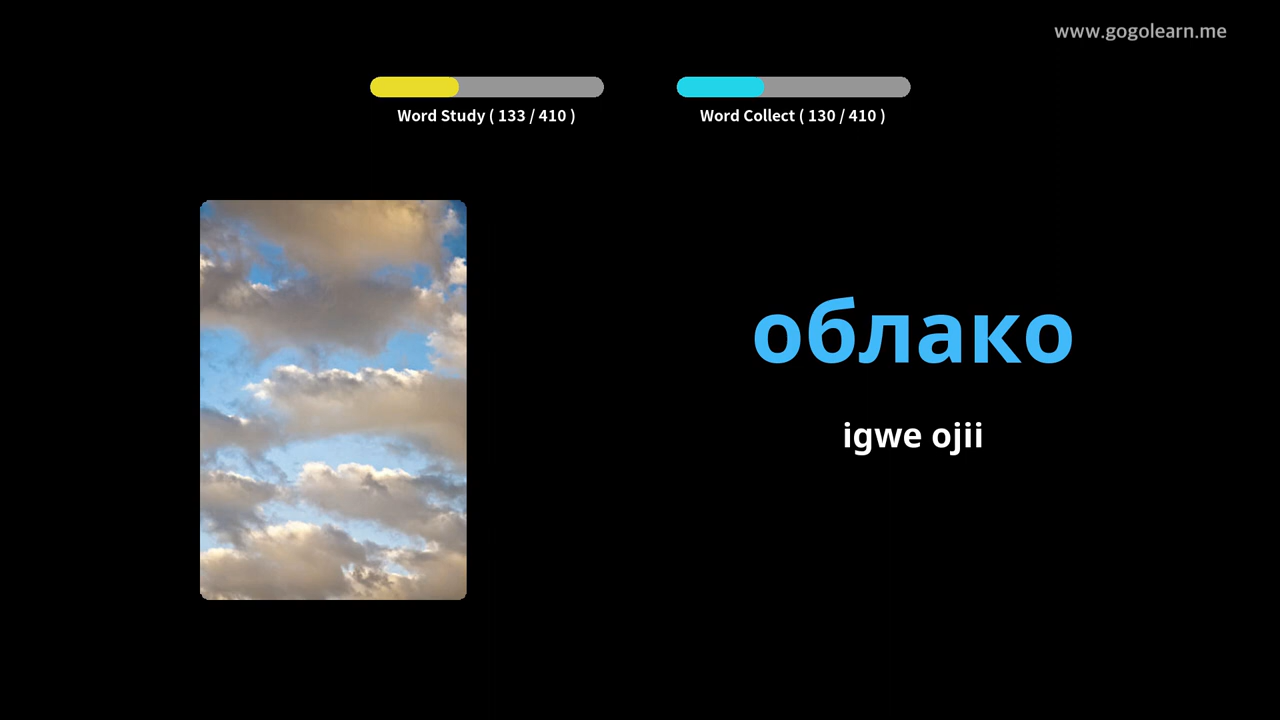 www.gogolearn.me
Word Study ( 133 / 410 )
Word Collect ( 130 / 410 )
облако
igwe ojii